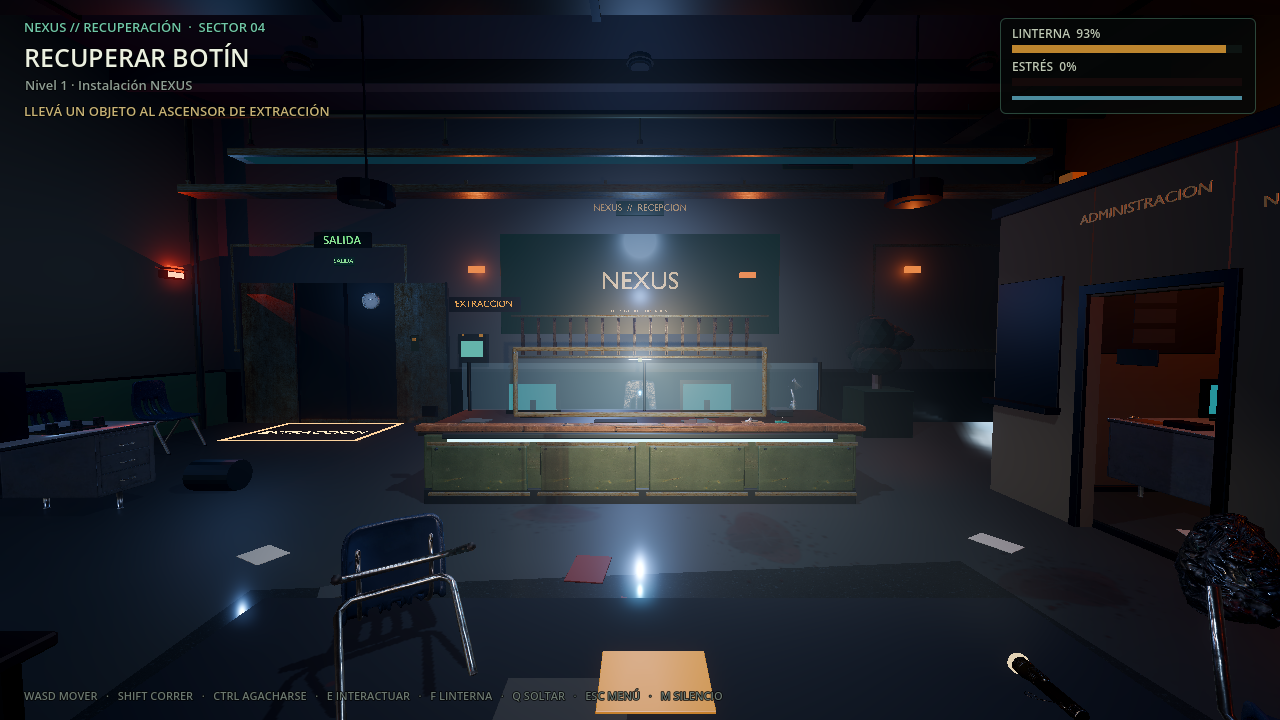 NEXUS // RECUPERACIÓN · SECTOR 04
RECUPERAR BOTÍN
Nivel 1 · Instalación NEXUS
LLEVÁ UN OBJETO AL ASCENSOR DE EXTRACCIÓN
LINTERNA 93%
ESTRÉS 0%
ADMINISTRACION
NEXUS // RECEPCION
SALIDA
SALIDA
NEXUS
EXTRACCION
WASD MOVER · SHIFT CORRER · CTRL AGACHARSE · E INTERACTUAR · F LINTERNA · Q SOLTAR · ESC MENÚ · M SILENCIO